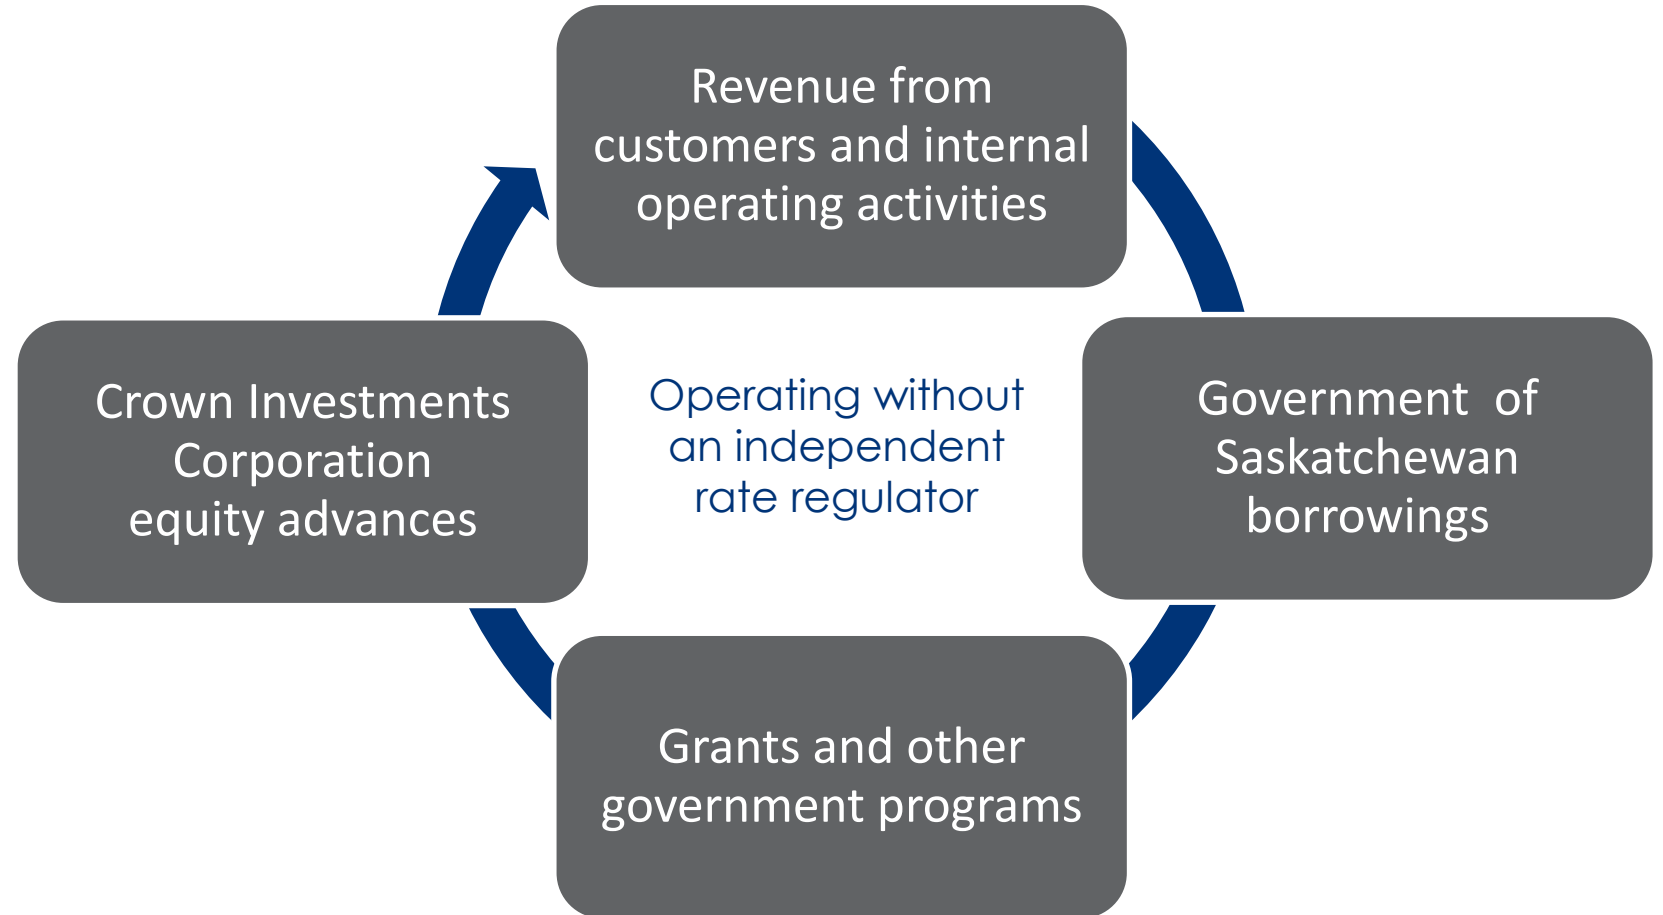 Revenue from
customers and internal
operating activities
Crown Investments
Corporation
equity advances
Operating without
an independent
rate regulator
Government  of
Saskatchewan
borrowings
Grants and other
government programs